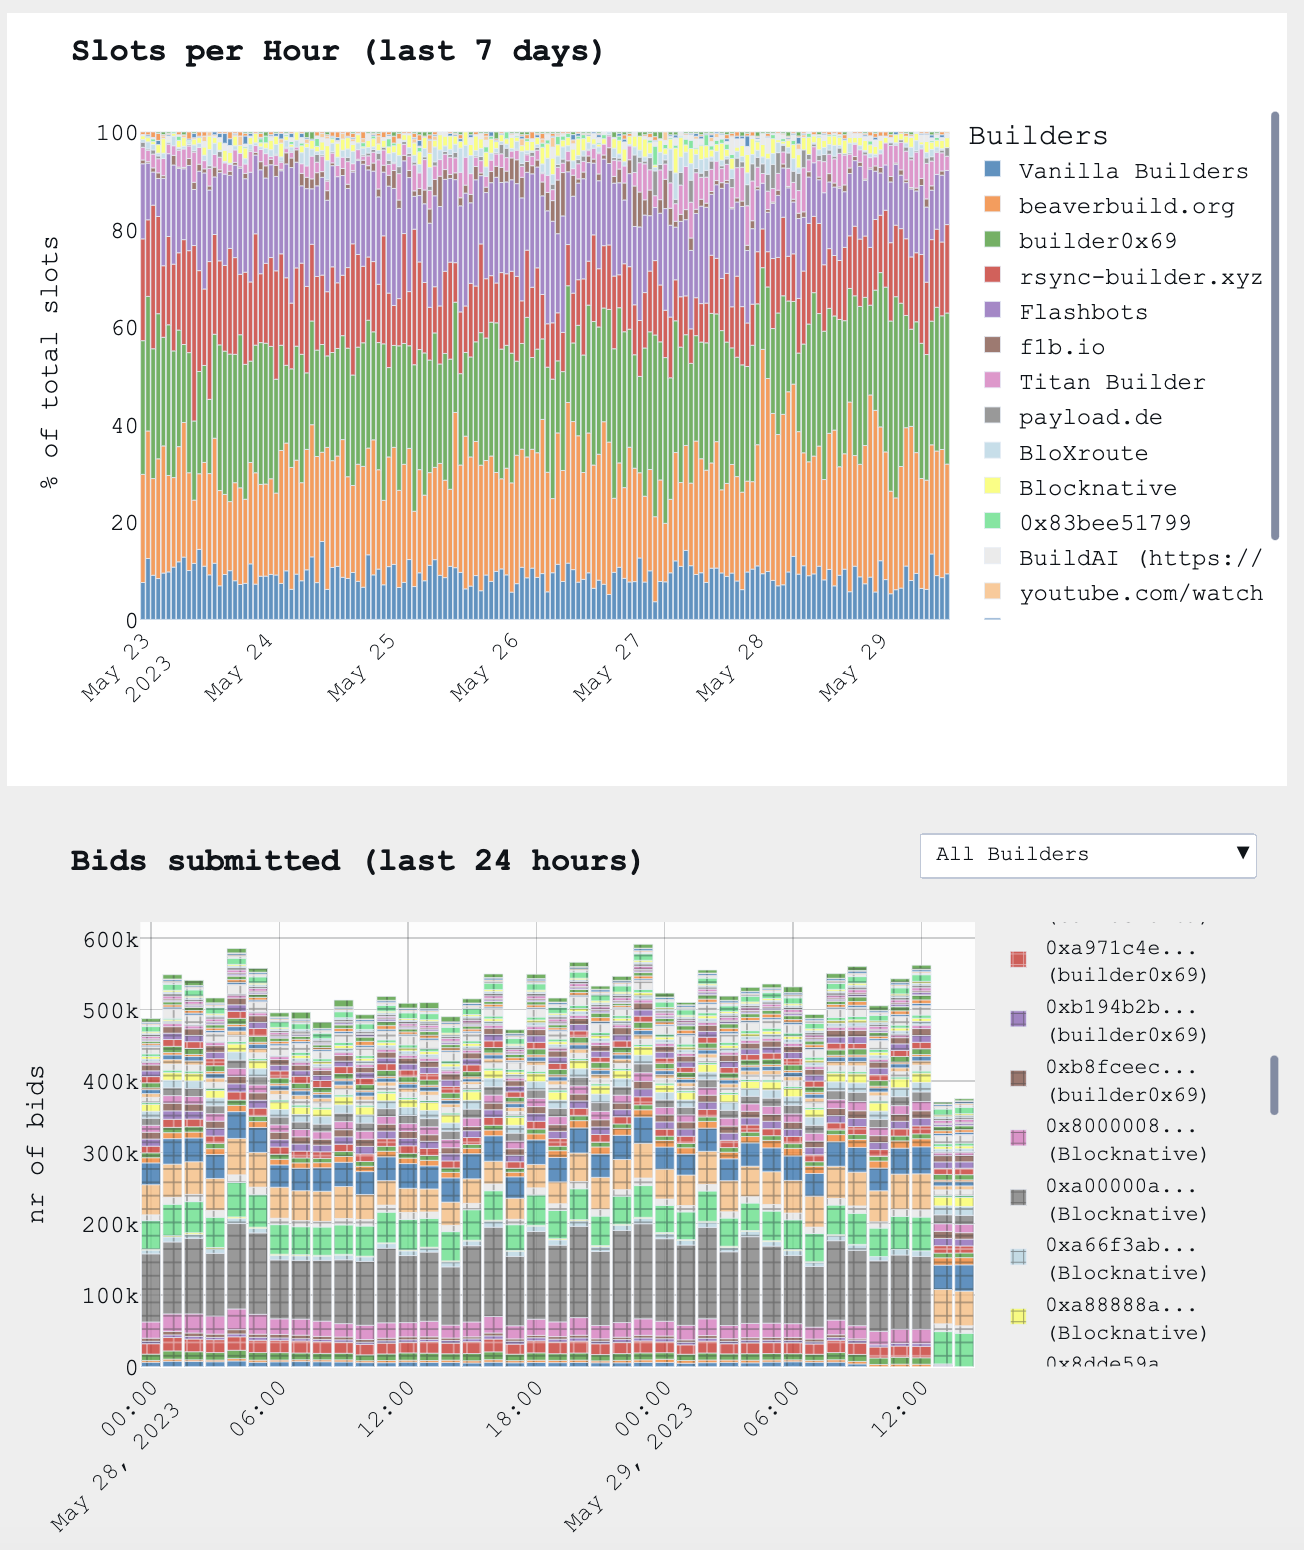 Slots per Hour (last 7 days)
100
80
60
40
20
0
% of total slots
May 23
2023
May 24
May 25
May 26
May 27
May 28
May 29
Builders
Vanilla Builders
beaverbuild.org
builder0x69
rsync-builder.xyz
Flashbots
f1b.io
Titan Builder
payload.de
BloXroute
Blocknative
0x83bee51799
BuildAI (https://
youtube.com/watch
Bids submitted (last 24 hours)
All Builders
600k
500k
400k
300k
200k
100k
0
nr of bids
00:00
May 28, 2023
06:00
12:00
18:00
00:00
May 29, 2023
06:00
12:00
0xa971c4e...
(builder0x69)
0xb194b2b...
(builder0x69)
0xb8fceec...
(builder0x69)
0x8000008...
(Blocknative)
0xa00000a...
(Blocknative)
0xa66f3ab...
(Blocknative)
0xa88888a...
(Blocknative)
0x8dde59a